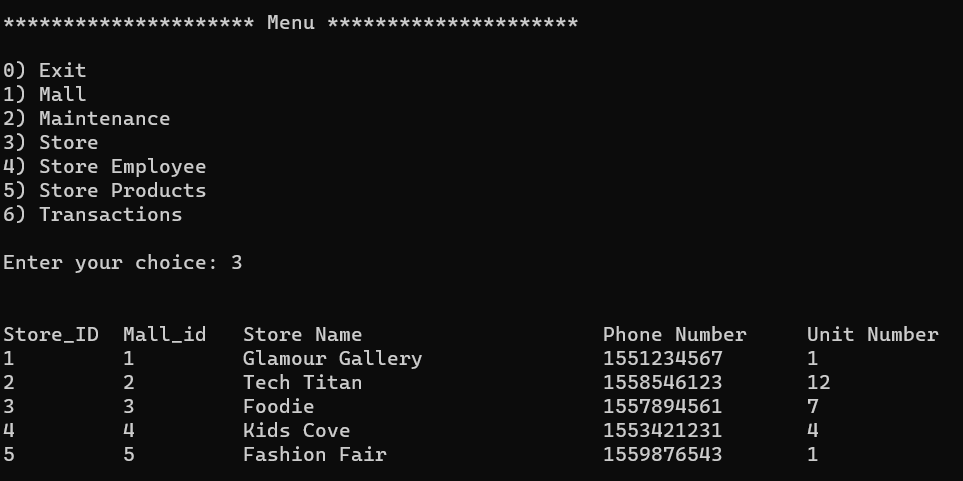 ********************* Menu *********************
0) Exit
1) Mall
2) Maintenance
3) Store
4) Store Employee
5) Store Products
6) Transactions
Enter your choice: 3
Store_ID Mall_id Store Name Phone Number Unit Number
1 1 Glamour Gallery 1551234567 1
2 2 Tech Titan 1558546123 12
3 3 Foodie 1557894561 7
4 4 Kids Cove 1553421231 4
5 5 Fashion Fair 1559876543 1